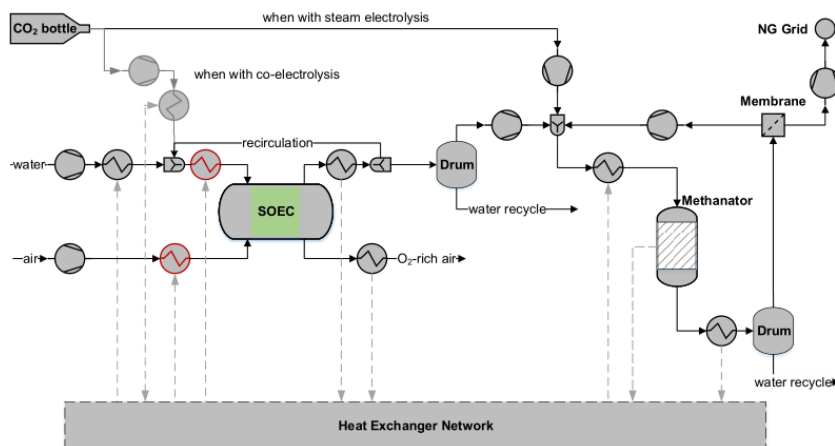 when with steam electrolysis
CO2 bottle
NG Grid
when with co-electrolysis
Membrane
recirculation
water
Drum
SOEC
Methanator
water recycle
air
O2-rich air
Drum
water recycle
Heat Exchanger Network